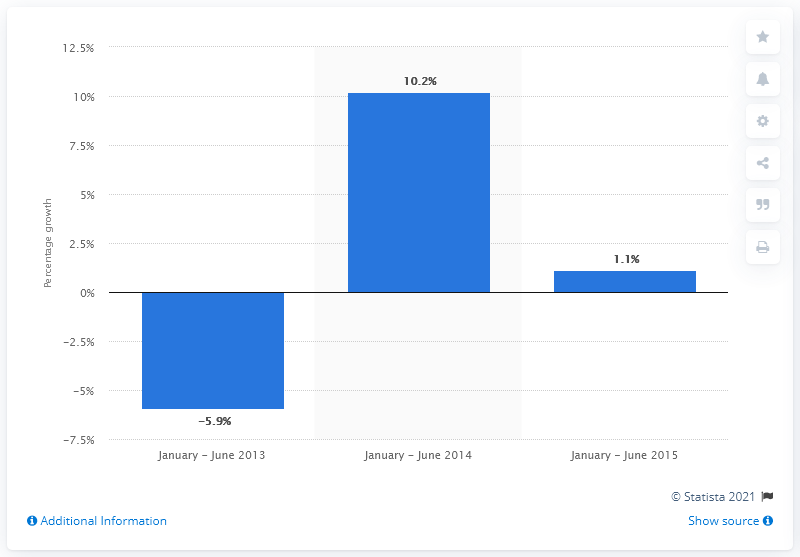 12.5%
10%
7.5%
5%
2.5%
0%
−2.5%
−5%
−7.5%
Percentage growth
−5.9%
10.2%
1.1%
January – June 2013
January – June 2014
January – June 2015
© Statista 2021
Additional Information
Show source